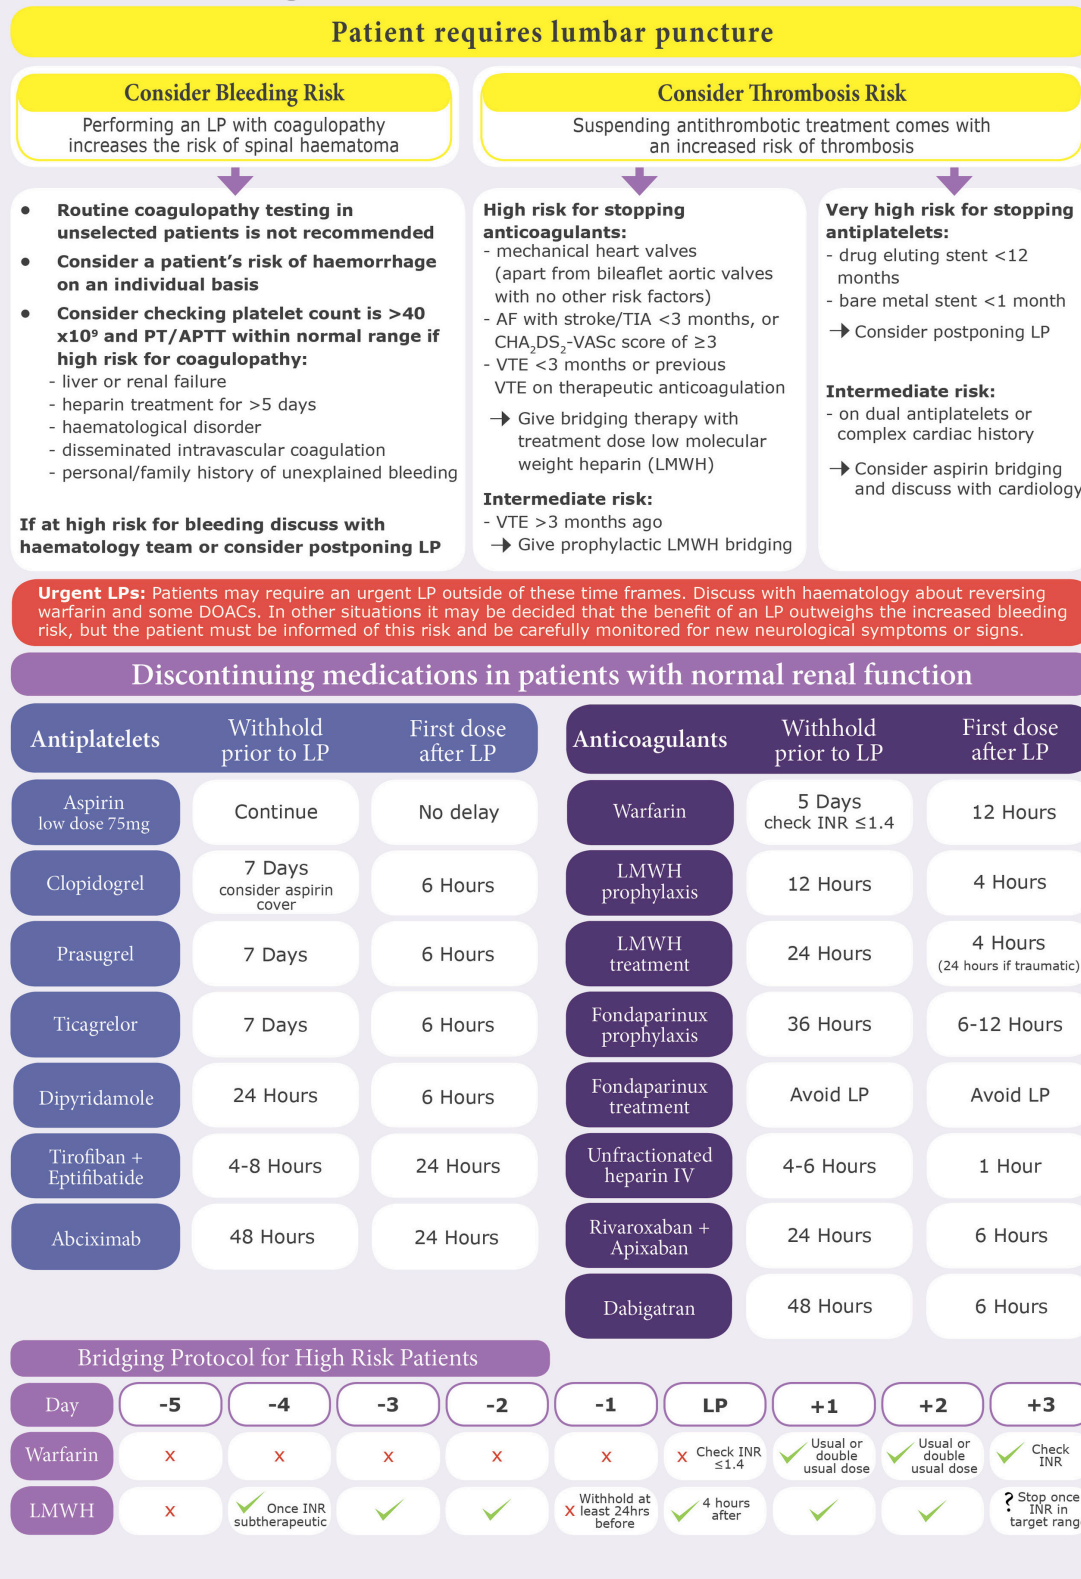 Patient requires lumbar puncture
Consider Bleeding Risk
Performing an LP with coagulopathy
increases the risk of spinal haematoma
Consider Thrombosis Risk
Suspending antithrombotic treatment comes with
an increased risk of thrombosis
● Routine coagulopathy testing in
unselected patients is not recommended
● Consider a patient's risk of haemorrhage
on an individual basis
● Consider checking platelet count is >40
x10⁹ and PT/APTT within normal range if
high risk for coagulopathy:
- liver or renal failure
- heparin treatment for >5 days
- haematological disorder
- disseminated intravascular coagulation
- personal/family history of unexplained bleeding
If at high risk for bleeding discuss with
haematology team or consider postponing LP
High risk for stopping
anticoagulants:
- mechanical heart valves
(apart from bileaflet aortic valves
with no other risk factors)
- AF with stroke/TIA <3 months, or
CHA₂DS₂-VASc score of ≥3
- VTE <3 months or previous
VTE on therapeutic anticoagulation
→ Give bridging therapy with
treatment dose low molecular
weight heparin (LMWH)
Intermediate risk:
- VTE >3 months ago
→ Give prophylactic LMWH bridging
Very high risk for stopping
antiplatelets:
- drug eluting stent <12
months
- bare metal stent <1 month
→ Consider postponing LP
Intermediate risk:
- on dual antiplatelets or
complex cardiac history
→ Consider aspirin bridging
and discuss with cardiology
Urgent LPs: Patients may require an urgent LP outside of these time frames. Discuss with haematology about reversing
warfarin and some DOACs. In other situations it may be decided that the benefit of an LP outweighs the increased bleeding
risk, but the patient must be informed of this risk and be carefully monitored for new neurological symptoms or signs.
Discontinuing medications in patients with normal renal function
Antiplatelets
Withhold
prior to LP
First dose
after LP
Aspirin
low dose 75mg
Continue
No delay
Clopidogrel
7 Days
consider aspirin
cover
6 Hours
Prasugrel
7 Days
6 Hours
Ticagrelor
7 Days
6 Hours
Dipyridamole
24 Hours
6 Hours
Tirofiban +
Eptifibatide
4-8 Hours
24 Hours
Abciximab
48 Hours
24 Hours
Anticoagulants
Withhold
prior to LP
First dose
after LP
Warfarin
5 Days
check INR ≤1.4
12 Hours
LMWH
prophylaxis
12 Hours
4 Hours
LMWH
treatment
24 Hours
4 Hours
(24 hours if traumatic)
Fondaparinux
prophylaxis
36 Hours
6-12 Hours
Fondaparinux
treatment
Avoid LP
Avoid LP
Unfractionated
heparin IV
4-6 Hours
1 Hour
Rivaroxaban +
Apixaban
24 Hours
6 Hours
Dabigatran
48 Hours
6 Hours
Bridging Protocol for High Risk Patients
Day
-5
-4
-3
-2
-1
LP
+1
+2
+3
Warfarin
x
x
x
x
x
x Check INR
≤1.4
✓ Usual or
double
usual dose
✓ Usual or
double
usual dose
✓ Check
INR
LMWH
x
✓ Once INR
subtherapeutic
✓
✓
Withhold at
x least 24hrs
before
✓ 4 hours
after
✓
✓
? Stop once
INR in
target rang